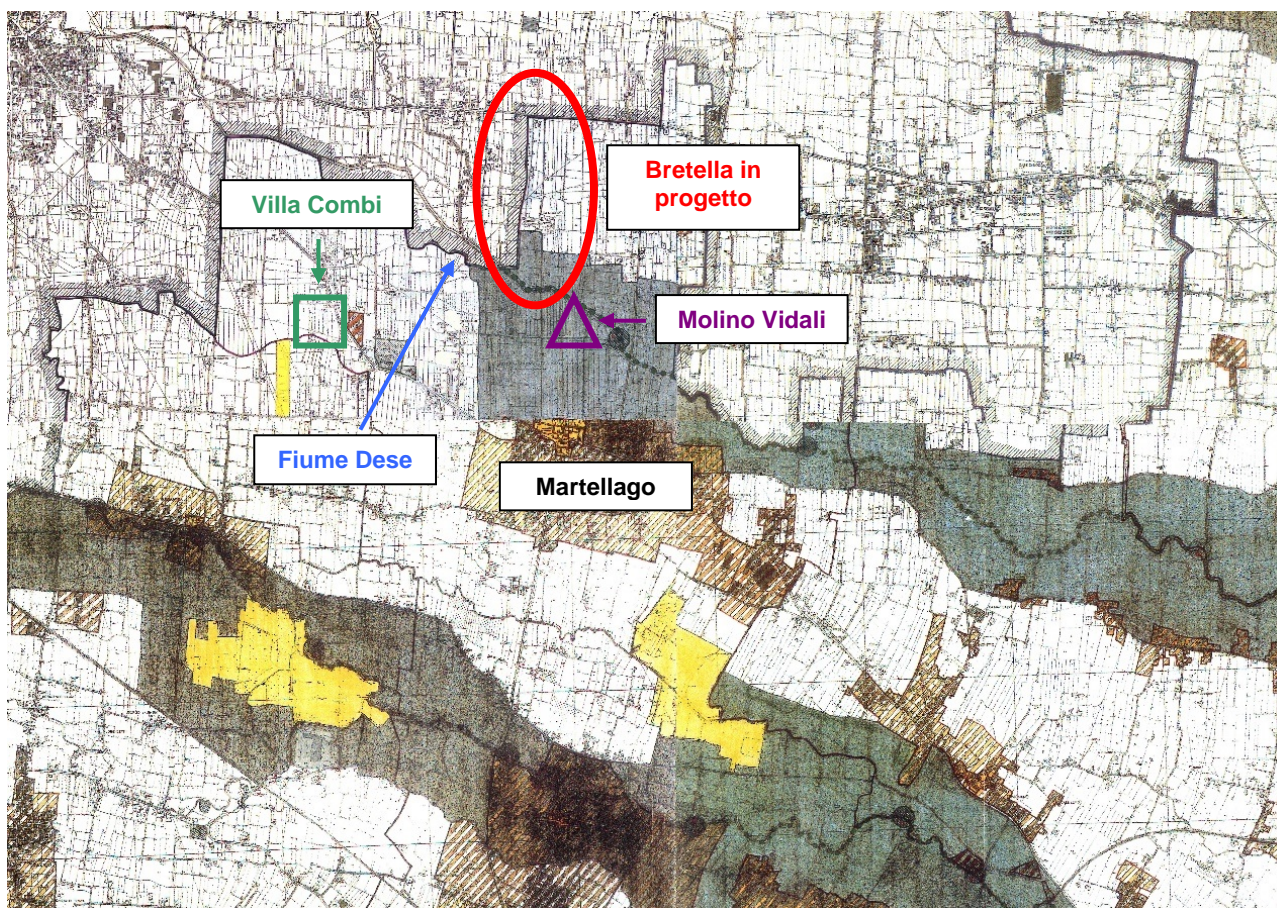 Bretella in
progetto
Villa Combi
Molino Vidali
Fiume Dese
Martellago